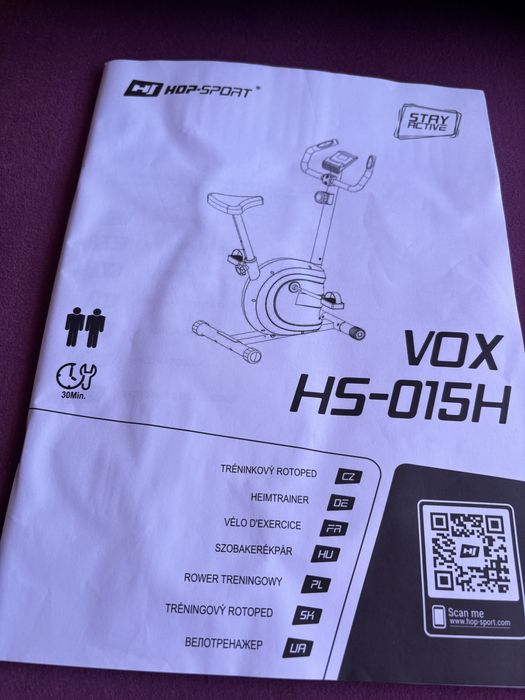 HOP-SPORT®
STAY
ACTIVE
30Min.
VOX
HS-015H
TRÉNINKOVÝ ROTOPED CZ
HEIMTRAINER DE
VÉLO D'EXERCICE FR
SZOBAKERÉKPÁR HU
ROWER TRENINGOWY PL
TRÉNINGOVÝ ROTOPED SK
ВЕЛОТРЕНАЖЕР UA
Scan me
www.hop-sport.com